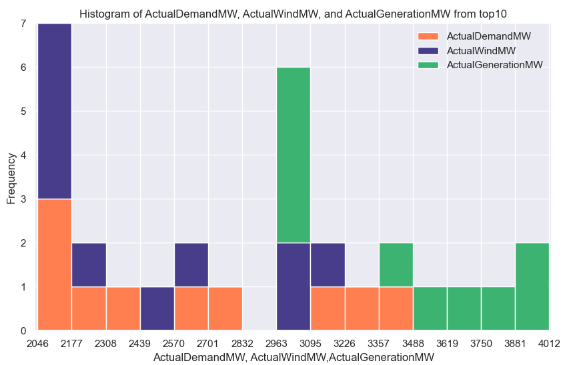 Histogram of ActualDemandMW, ActualWindMW, and ActualGenerationMW from top10
ActualDemandMW
ActualWindMW
ActualGenerationMW
Frequency
7
6
5
4
3
2
1
0
2046 2177 2308 2439 2570 2701 2832 2963 3095 3226 3357 3488 3619 3750 3881 4012
ActualDemandMW, ActualWindMW,ActualGenerationMW